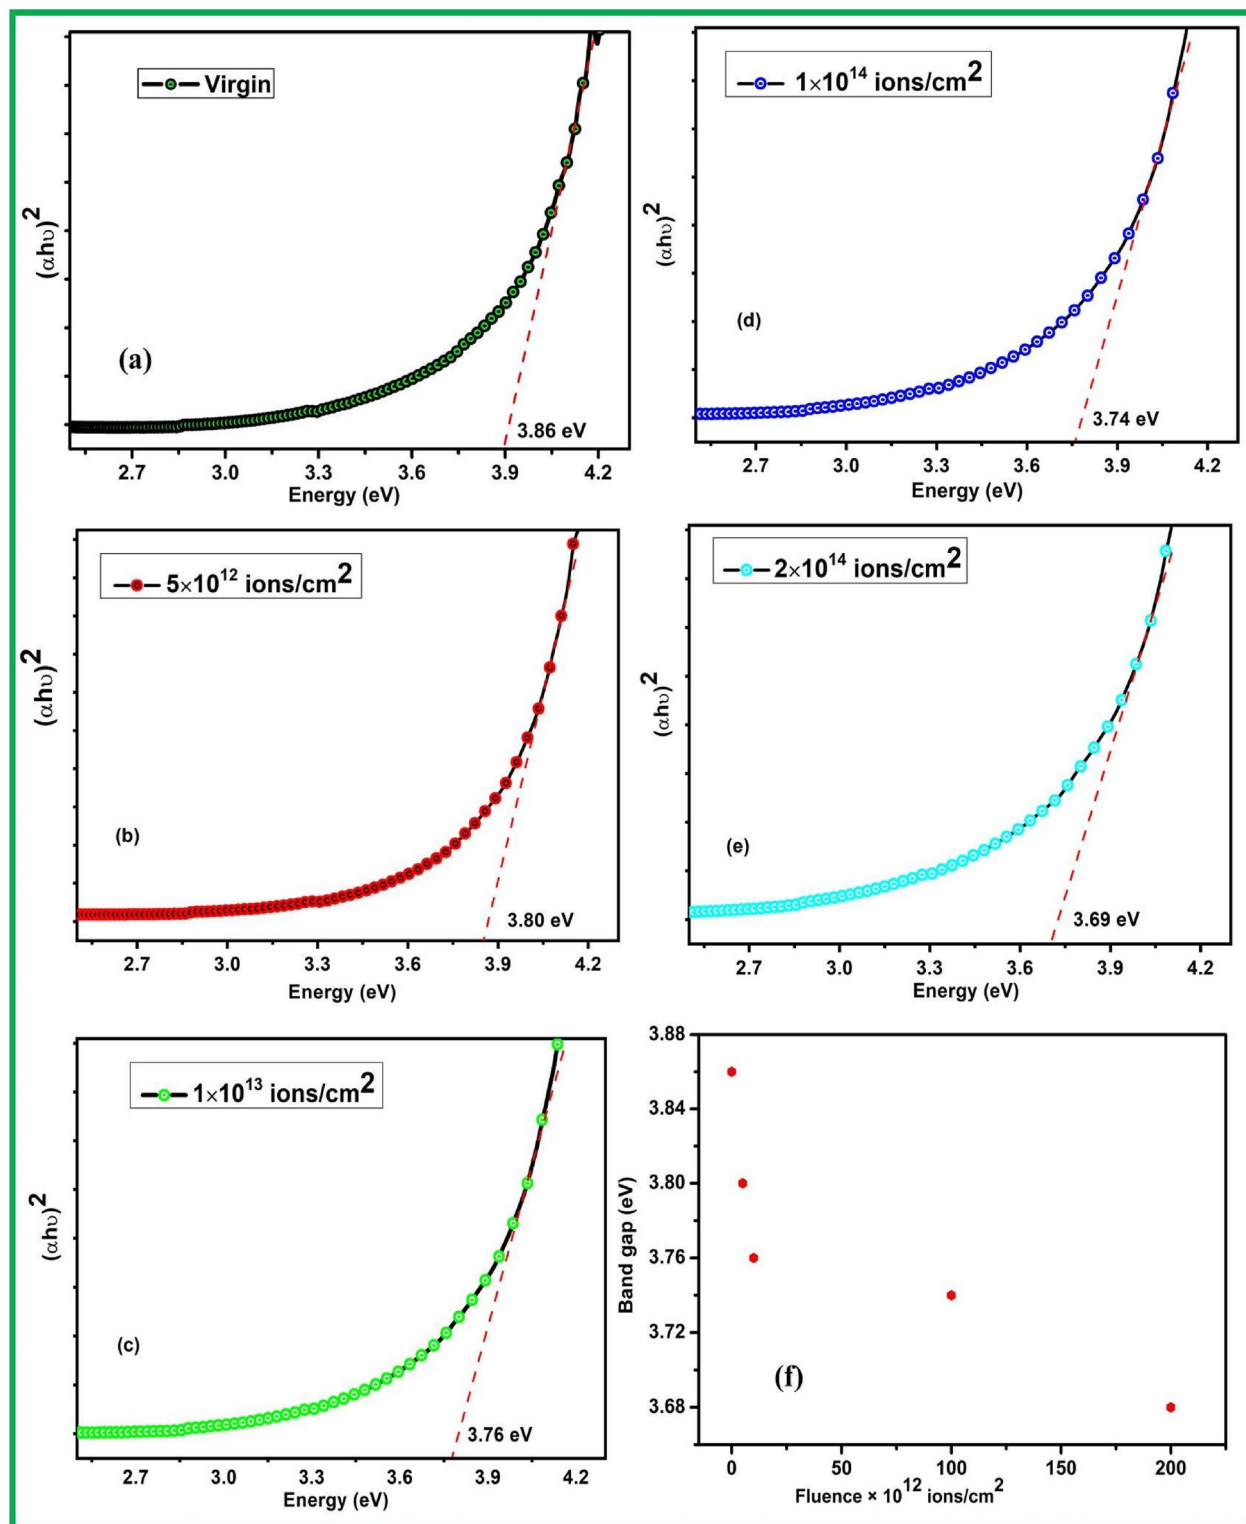 Virgin
(αhυ)²
(a)
3.86 eV
2.7 3.0 3.3 3.6 3.9 4.2
Energy (eV)
1×10¹⁴ ions/cm²
(αhυ)²
(d)
3.74 eV
2.7 3.0 3.3 3.6 3.9 4.2
Energy (eV)
5×10¹² ions/cm²
(αhυ)²
(b)
3.80 eV
2.7 3.0 3.3 3.6 3.9 4.2
Energy (eV)
2×10¹⁴ ions/cm²
(αhυ)²
(e)
3.69 eV
2.7 3.0 3.3 3.6 3.9 4.2
Energy (eV)
1×10¹³ ions/cm²
(αhυ)²
(c)
3.76 eV
2.7 3.0 3.3 3.6 3.9 4.2
Energy (eV)
3.88
3.84
3.80
3.76
3.72
3.68
Band gap (eV)
(f)
0 50 100 150 200
Fluence × 10¹² ions/cm²